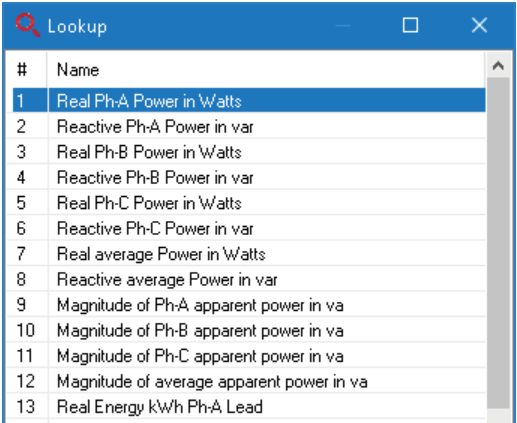 Lookup
# Name
1 Real Ph-A Power in Watts
2 Reactive Ph-A Power in var
3 Real Ph-B Power in Watts
4 Reactive Ph-B Power in var
5 Real Ph-C Power in Watts
6 Reactive Ph-C Power in var
7 Real average Power in Watts
8 Reactive average Power in var
9 Magnitude of Ph-A apparent power in va
10 Magnitude of Ph-B apparent power in va
11 Magnitude of Ph-C apparent power in va
12 Magnitude of average apparent power in va
13 Real Energy kWh Ph-A Lead